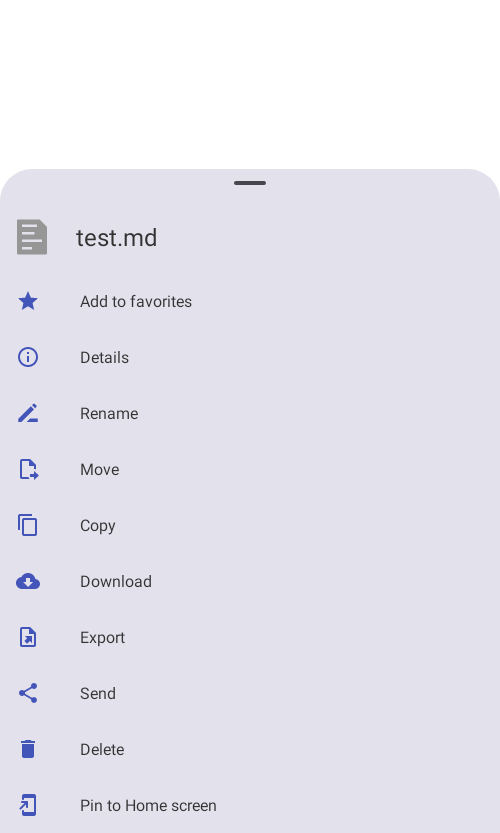 test.md
Add to favorites
Details
Rename
Move
Copy
Download
Export
Send
Delete
Pin to Home screen